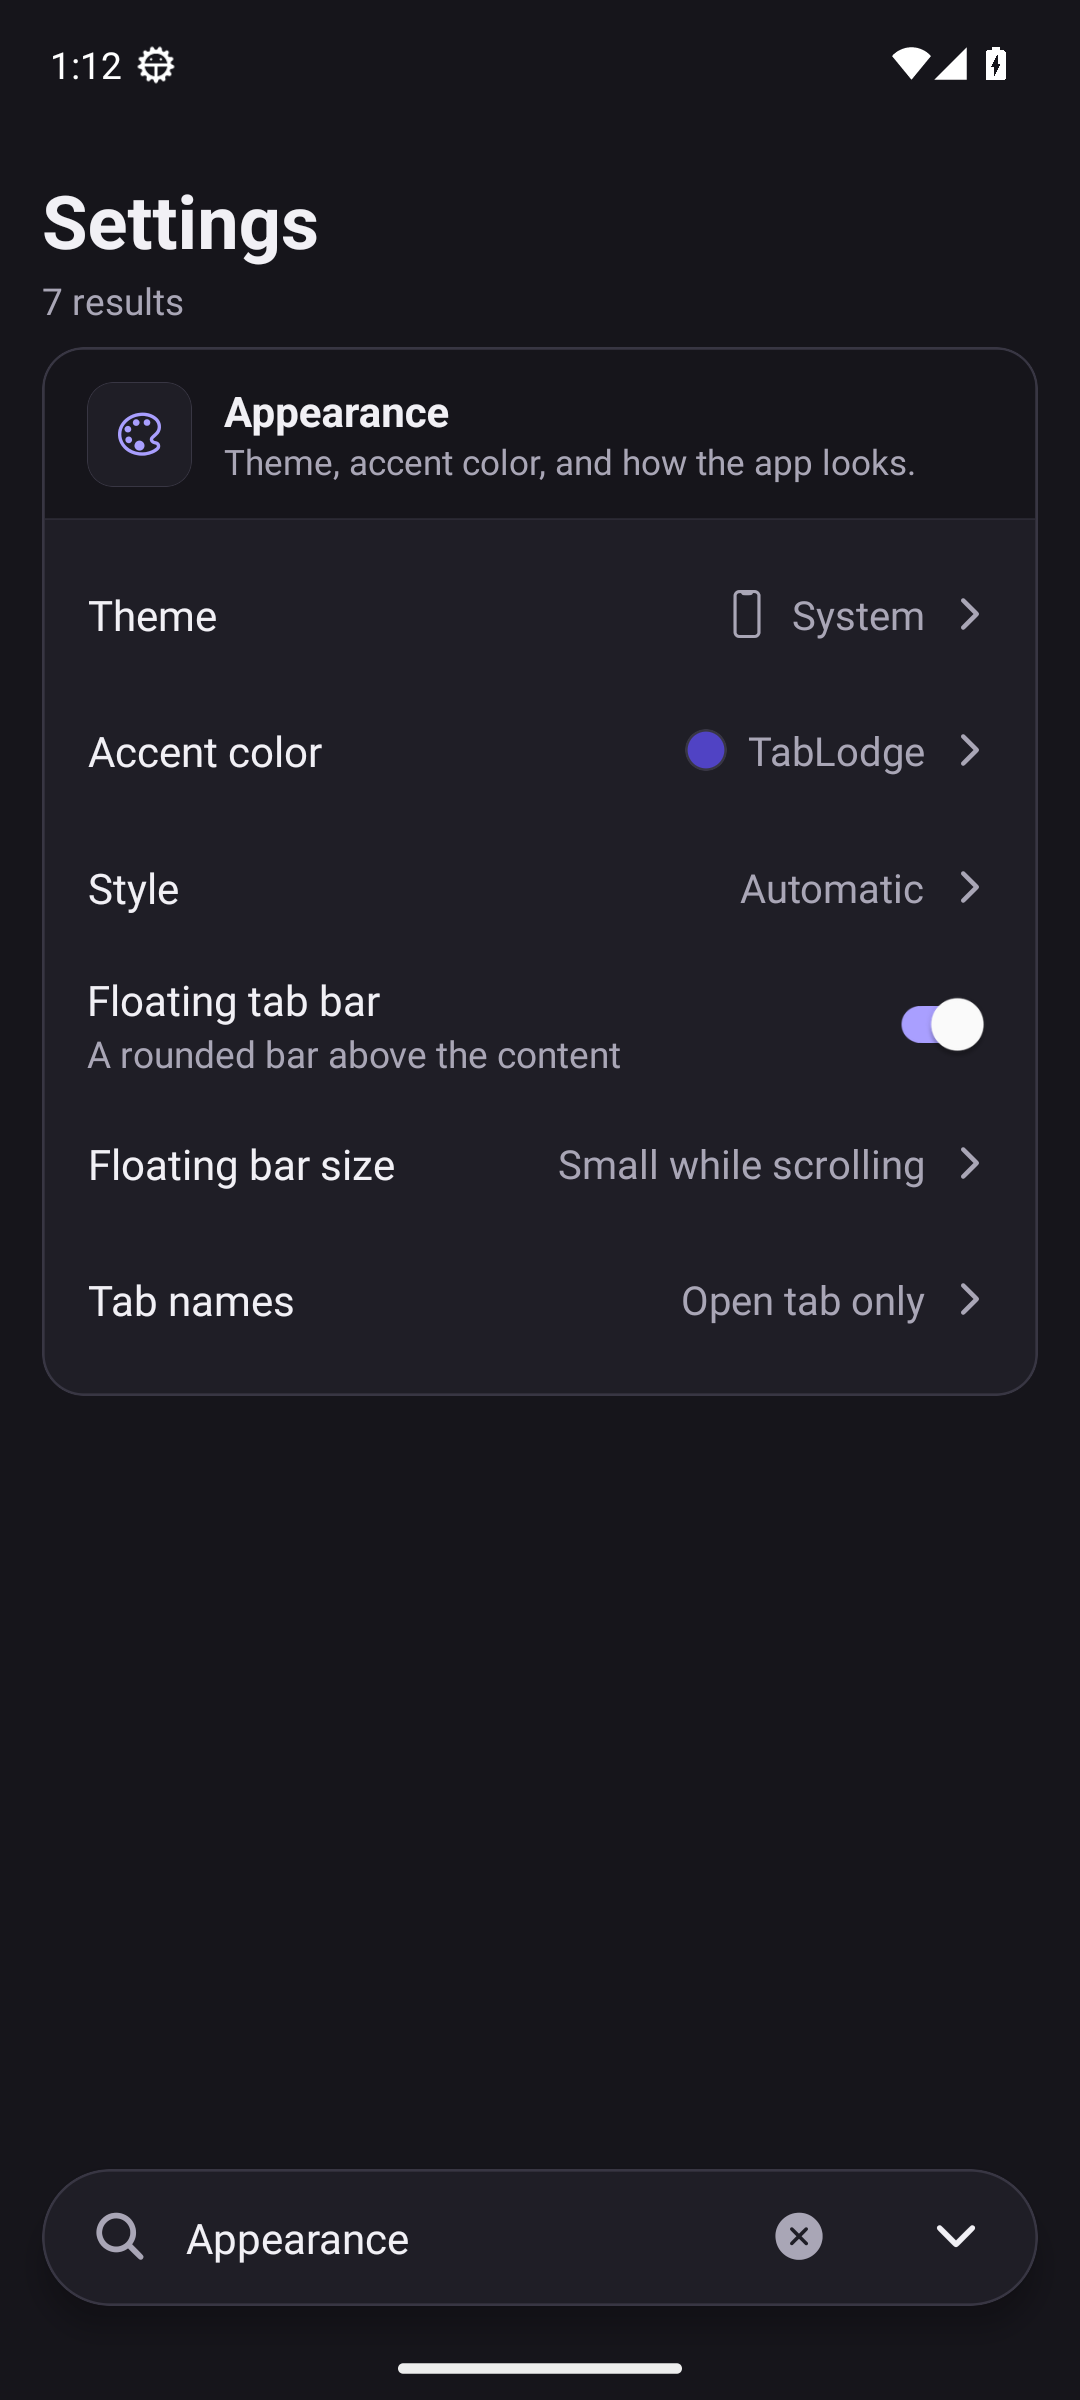 1:12
Settings
7 results
Appearance
Theme, accent color, and how the app looks.
Theme System
Accent color TabLodge
Style Automatic
Floating tab bar
A rounded bar above the content
Floating bar size Small while scrolling
Tab names Open tab only
Appearance